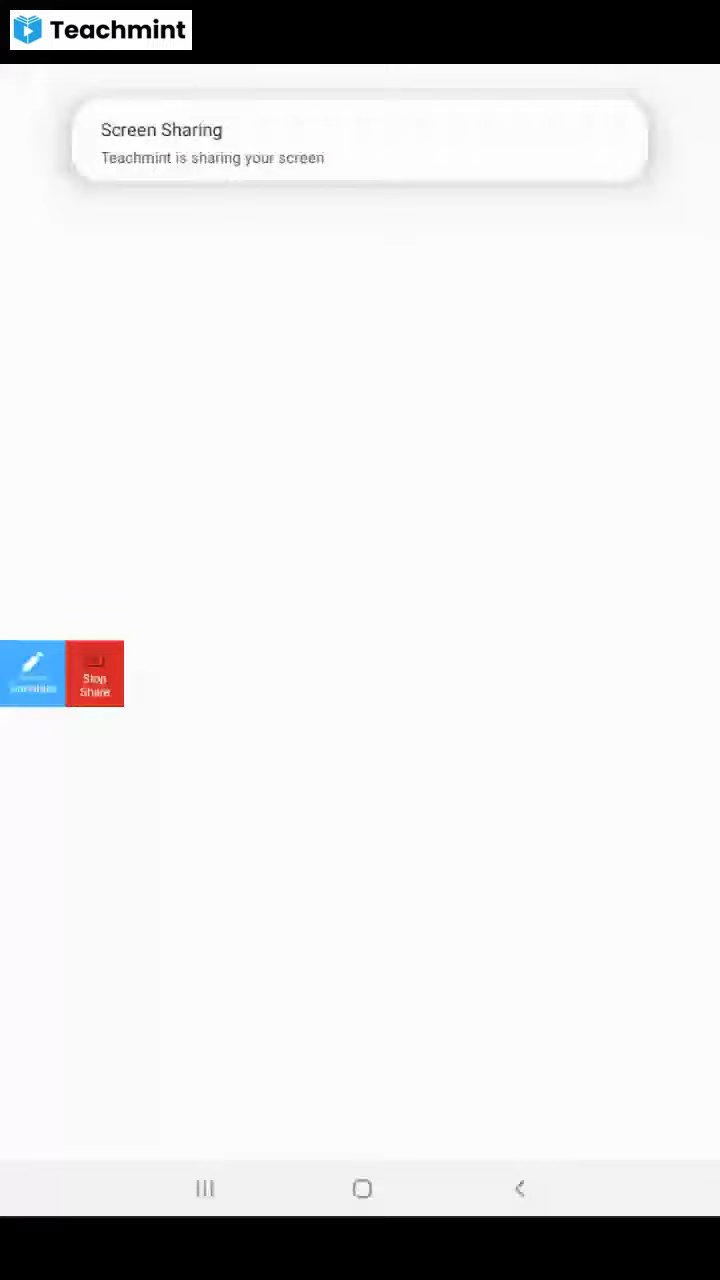 Teachmint
Screen Sharing
Teachmint is sharing your screen
Stop
Share